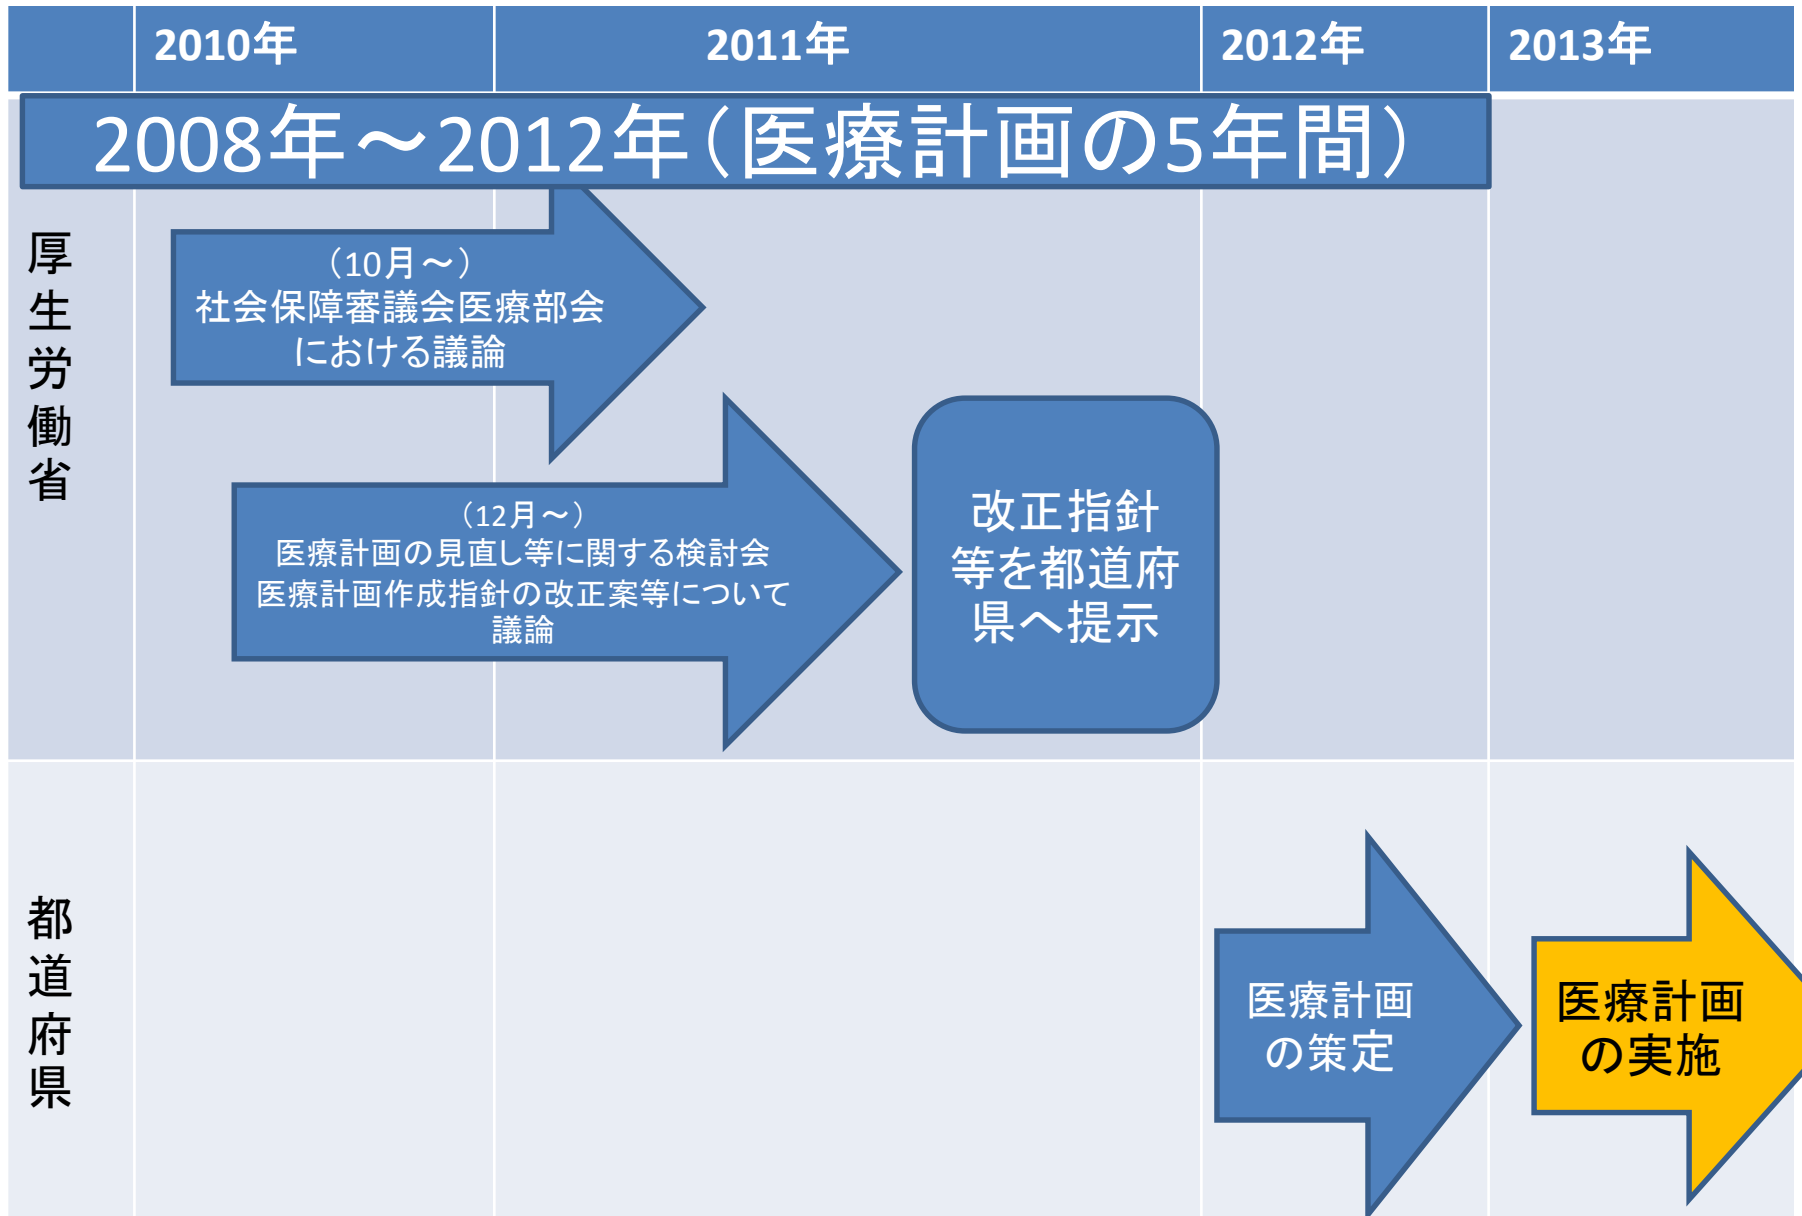 2010年
2011年
2012年
2013年
2008年～2012年（医療計画の5年間）
厚生労働省
（10月～）
社会保障審議会医療部会
における議論
（12月～）
医療計画の見直し等に関する検討会
医療計画作成指針の改正案等について
議論
改正指針
等を都道府
県へ提示
都道府県
医療計画
の策定
医療計画
の実施